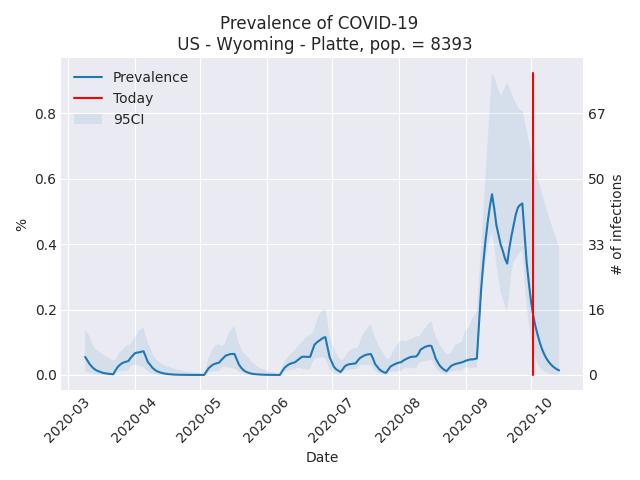 Prevalence of COVID-19
US - Wyoming - Platte, pop. = 8393
Prevalence
Today
95CI
%
0.8
0.6
0.4
0.2
0.0
67
50
33
16
0
# of infections
2020-03
2020-04
2020-05
2020-06
2020-07
2020-08
2020-09
2020-10
Date